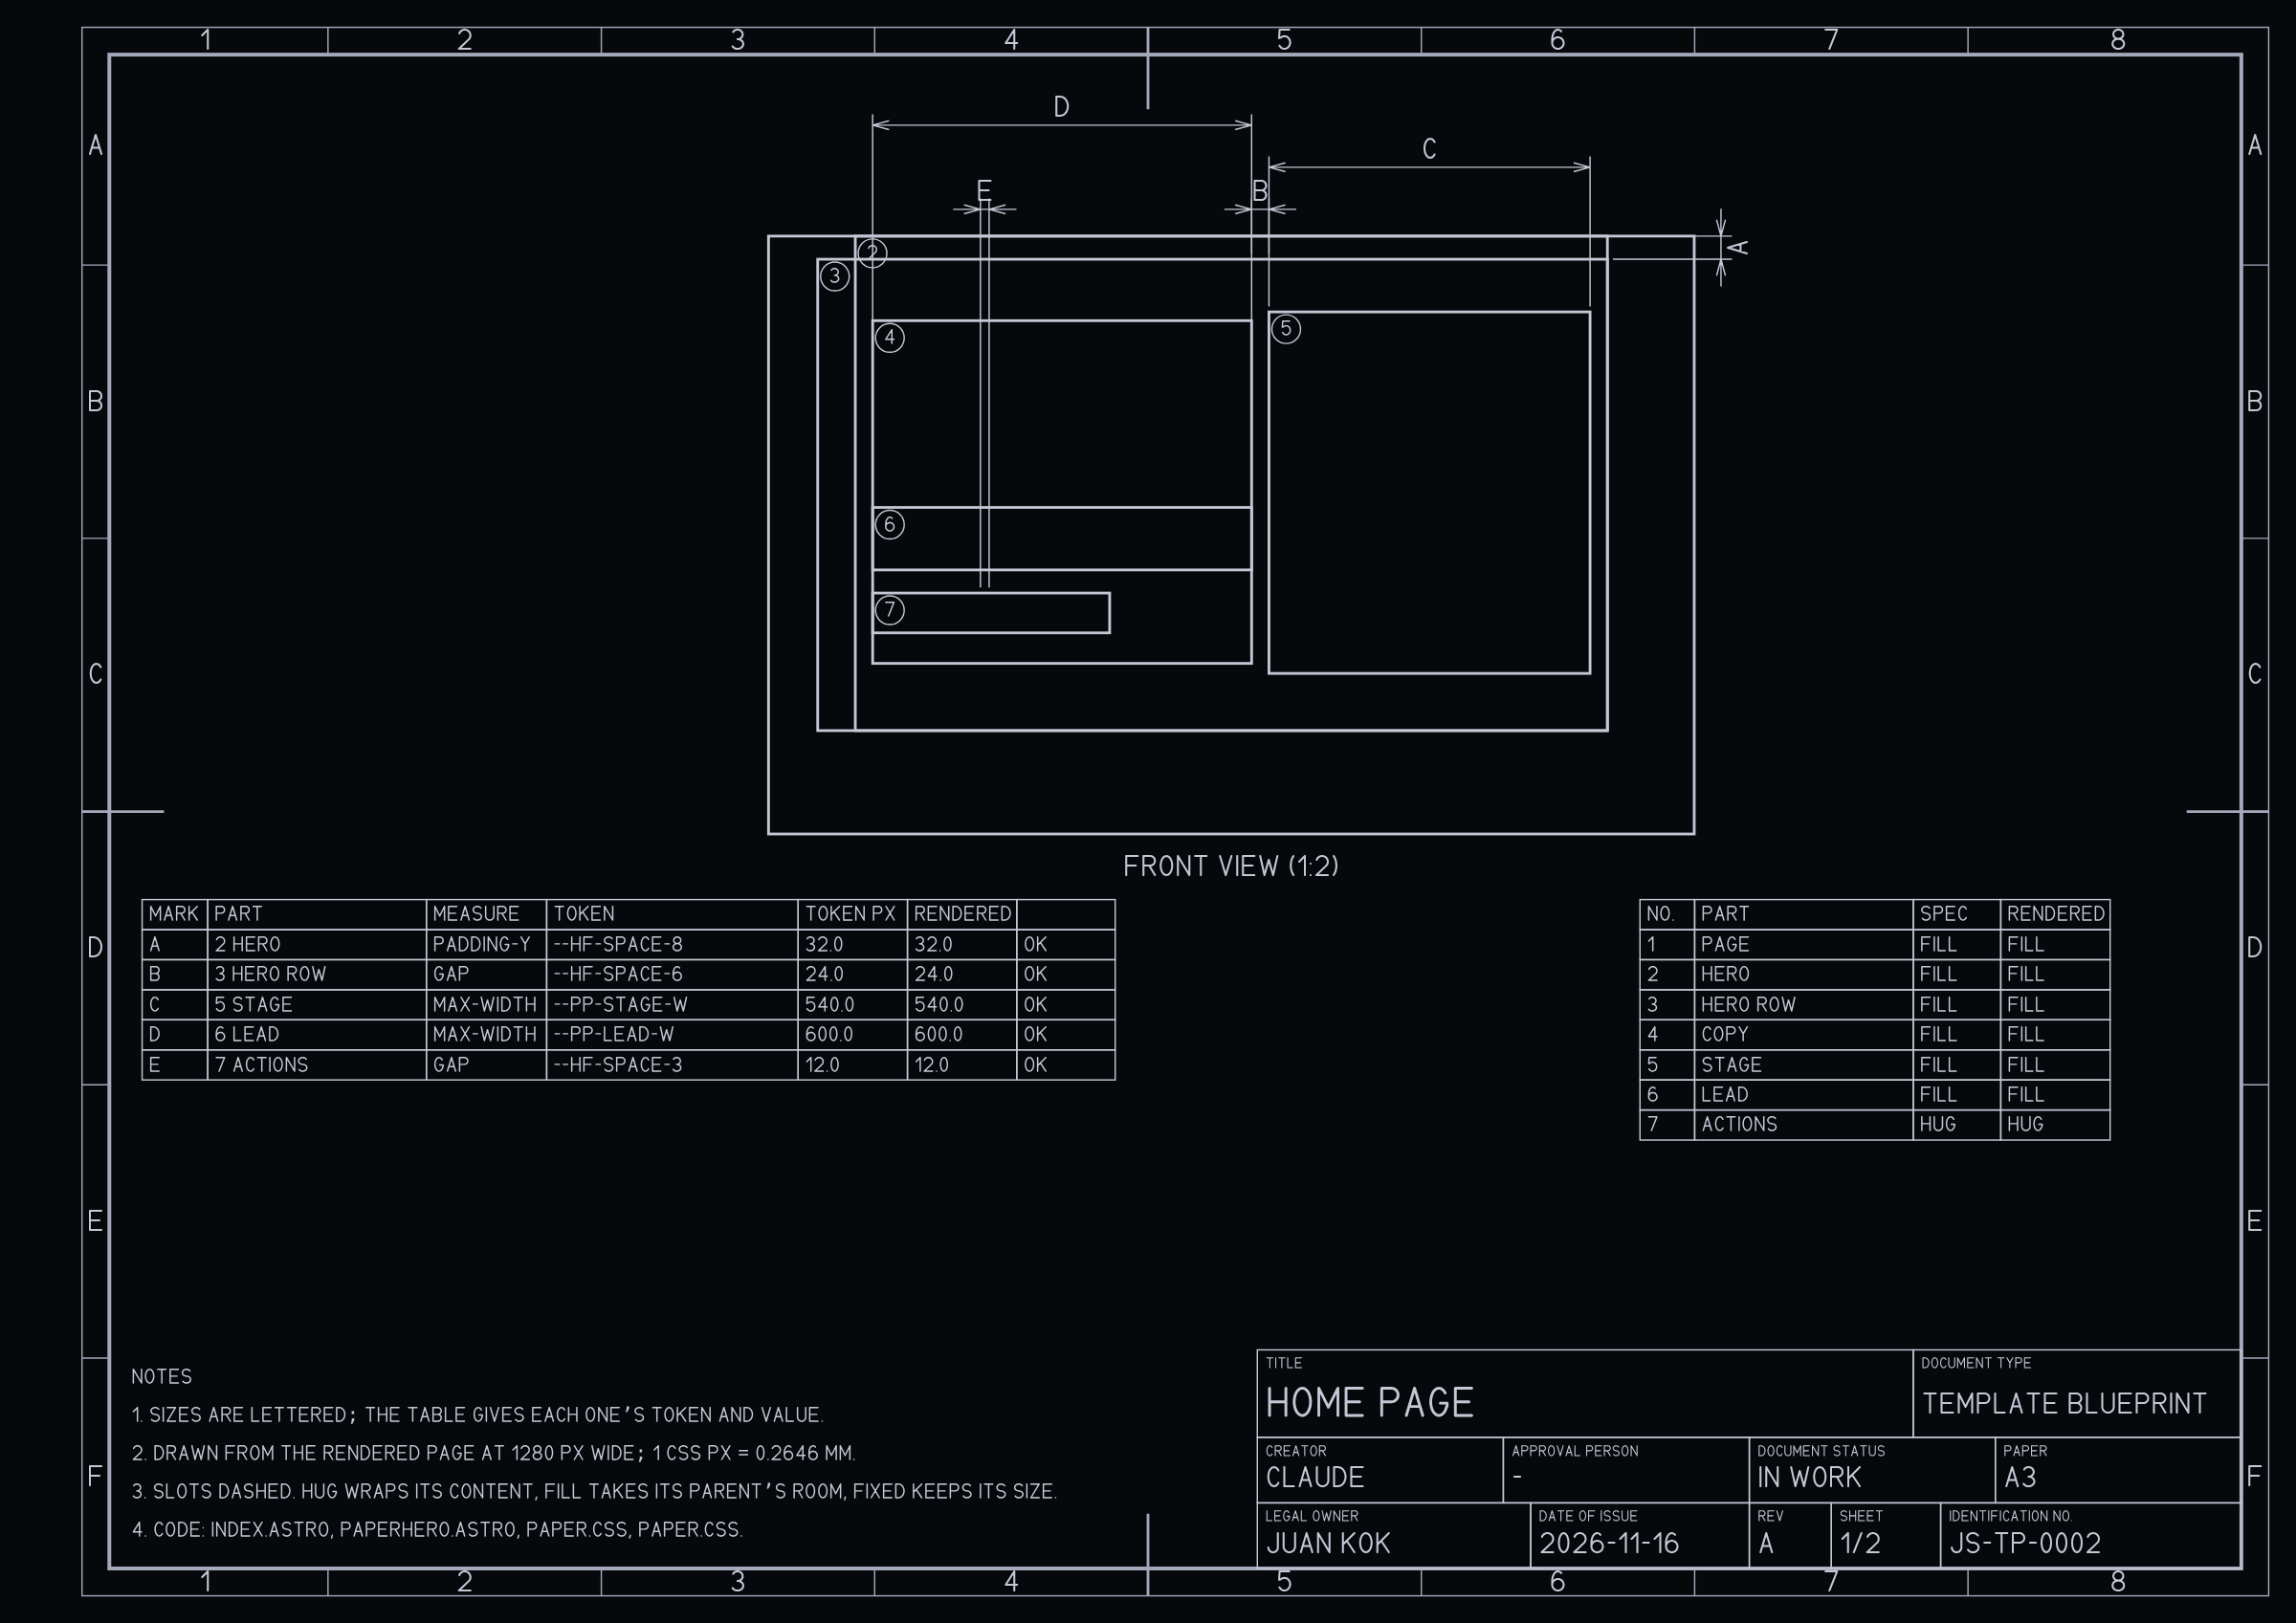 1 2 3 4 5 6 7 8
D
A A
C
E B
2 A
3
4 5
B B
6
7
C C
FRONT VIEW (1:2)
MARK PART MEASURE TOKEN TOKEN PX RENDERED
A 2 HERO PADDING-Y --HF-SPACE-8 32.0 32.0 OK
B 3 HERO ROW GAP --HF-SPACE-6 24.0 24.0 OK
C 5 STAGE MAX-WIDTH --PP-STAGE-W 540.0 540.0 OK
D 6 LEAD MAX-WIDTH --PP-LEAD-W 600.0 600.0 OK
E 7 ACTIONS GAP --HF-SPACE-3 12.0 12.0 OK
NO. PART SPEC RENDERED
1 PAGE FILL FILL
2 HERO FILL FILL
3 HERO ROW FILL FILL
4 COPY FILL FILL
5 STAGE FILL FILL
6 LEAD FILL FILL
7 ACTIONS HUG HUG
D D
E E
NOTES
1. SIZES ARE LETTERED; THE TABLE GIVES EACH ONE'S TOKEN AND VALUE.
2. DRAWN FROM THE RENDERED PAGE AT 1280 PX WIDE; 1 CSS PX = 0.2646 MM.
3. SLOTS DASHED. HUG WRAPS ITS CONTENT, FILL TAKES ITS PARENT'S ROOM, FIXED KEEPS ITS SIZE.
4. CODE: INDEX.ASTRO, PAPERHERO.ASTRO, PAPER.CSS, PAPER.CSS.
TITLE DOCUMENT TYPE
HOME PAGE TEMPLATE BLUEPRINT
CREATOR APPROVAL PERSON DOCUMENT STATUS PAPER
CLAUDE - IN WORK A3
LEGAL OWNER DATE OF ISSUE REV SHEET IDENTIFICATION NO.
JUAN KOK 2026-11-16 A 1/2 JS-TP-0002
F F
1 2 3 4 5 6 7 8